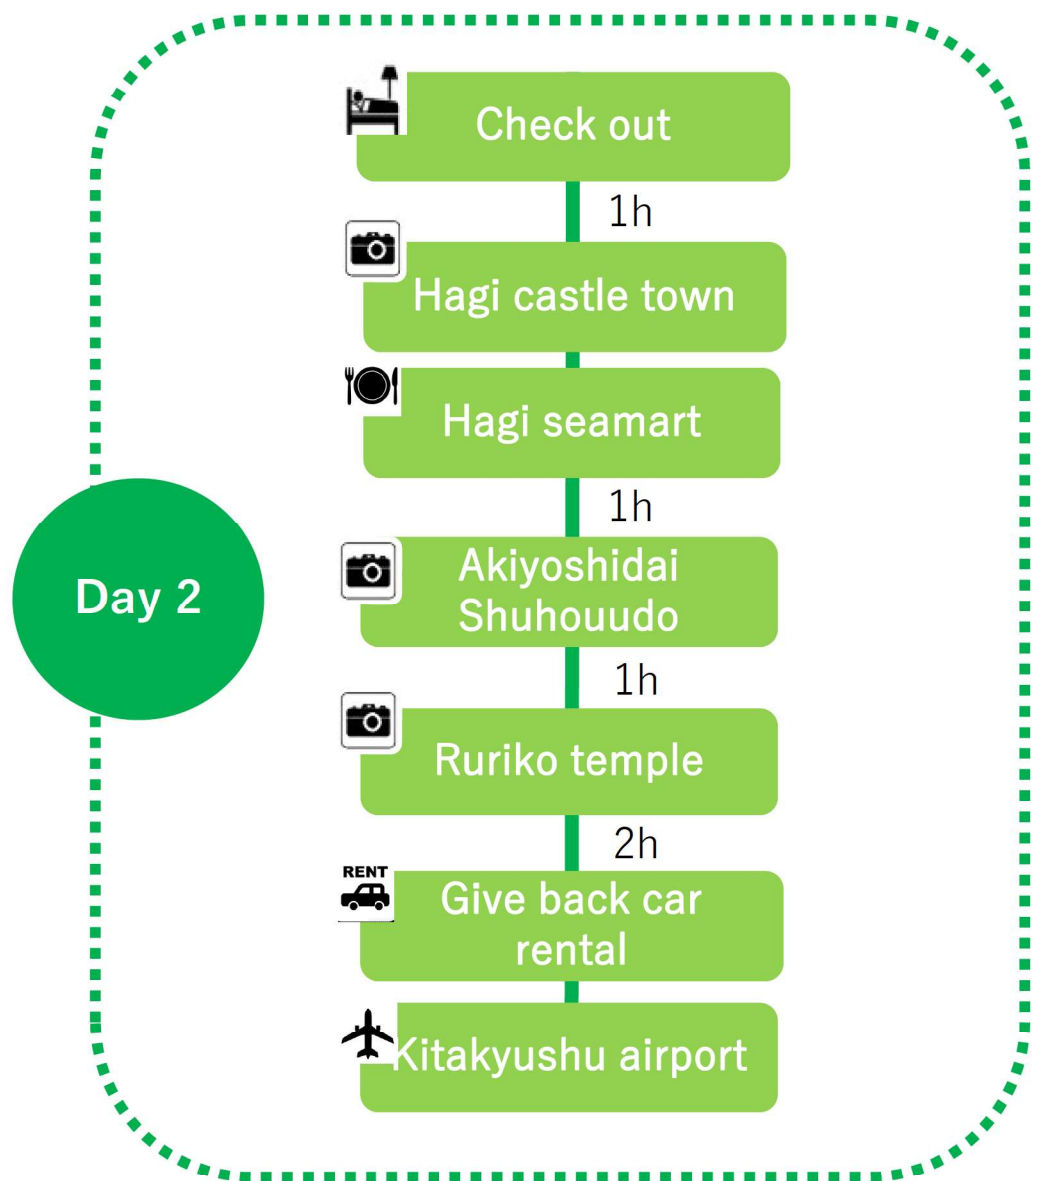 Check out
1h
Hagi castle town
Hagi seamart
1h
Akiyoshidai
Shuhouudo
1h
Day 2
Ruriko temple
2h
RENT
Give back car
rental
Kitakyushu airport